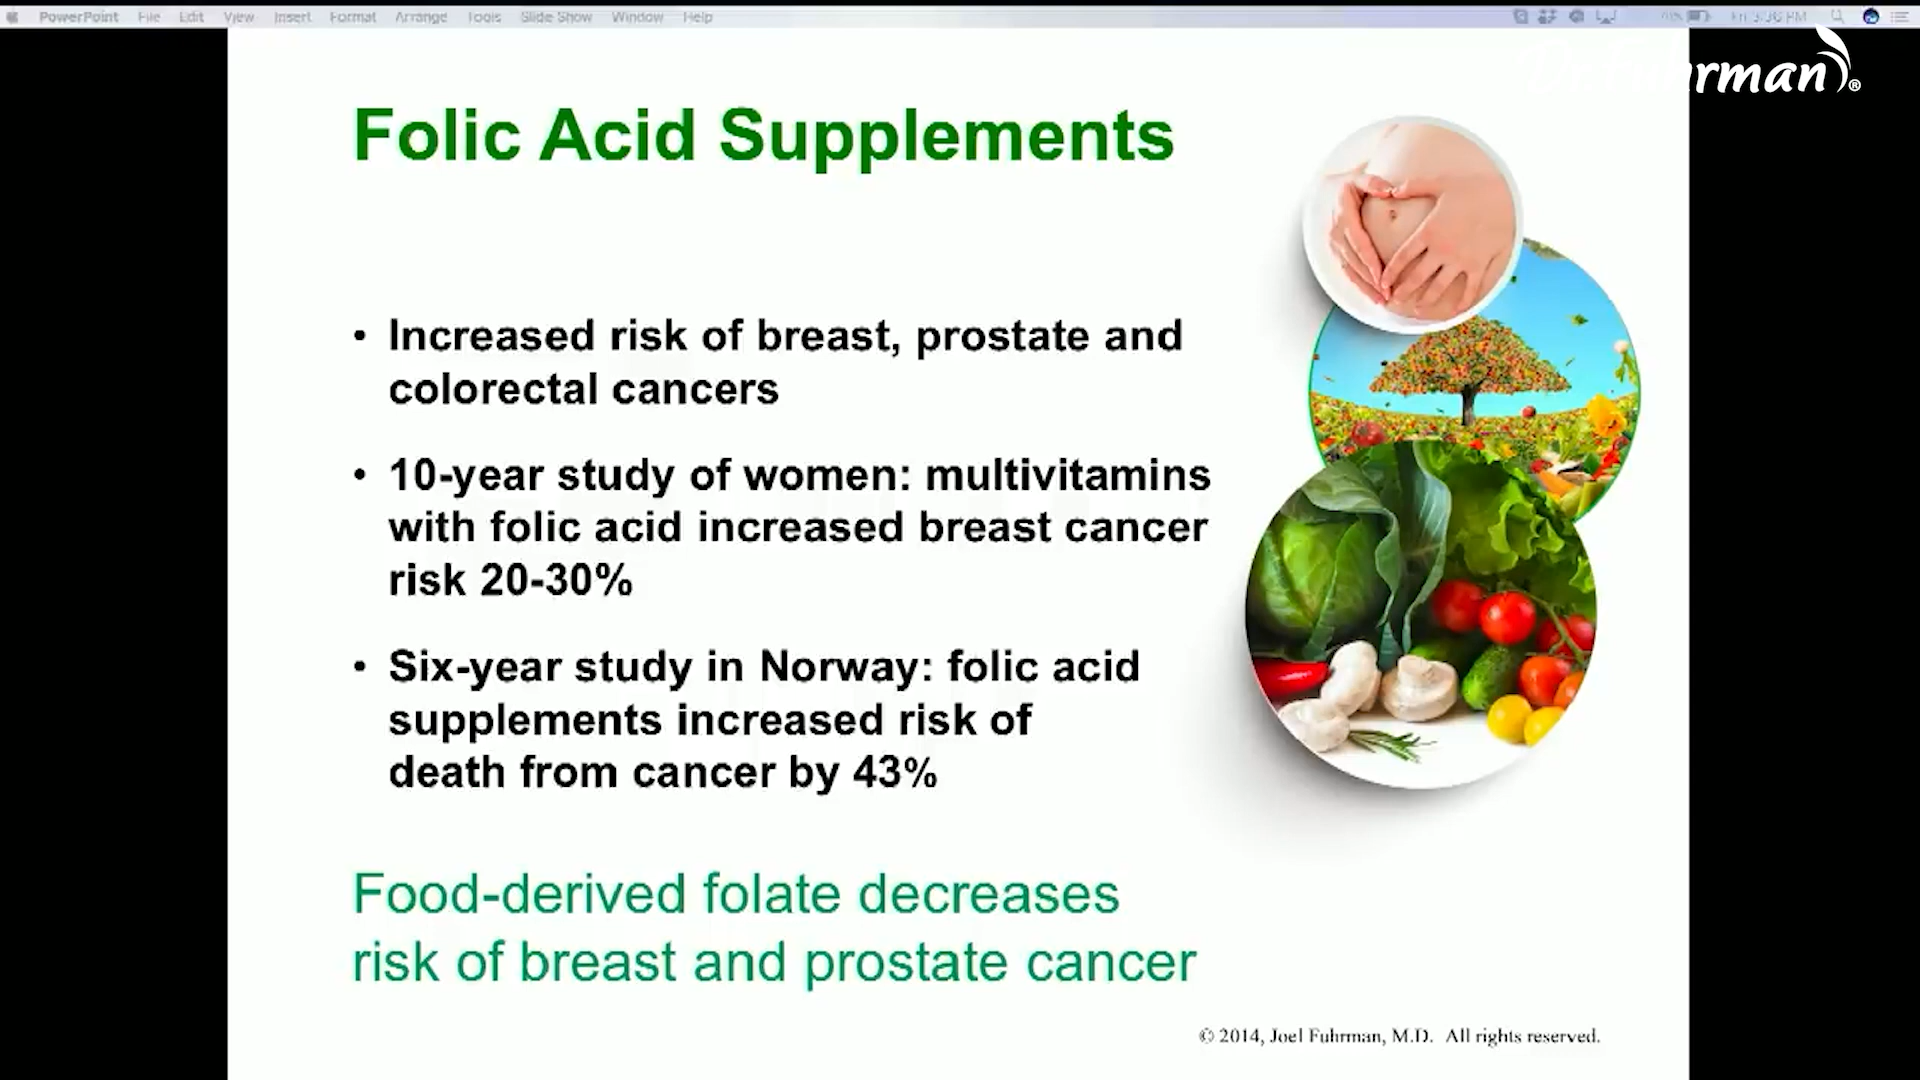 PowerPoint File Edit View Insert Format Arrange Tools Slide Show Window Help
Folic Acid Supplements
• Increased risk of breast, prostate and
colorectal cancers
• 10-year study of women: multivitamins
with folic acid increased breast cancer
risk 20-30%
• Six-year study in Norway: folic acid
supplements increased risk of
death from cancer by 43%
Food-derived folate decreases
risk of breast and prostate cancer
© 2014, Joel Fuhrman, M.D. All rights reserved.